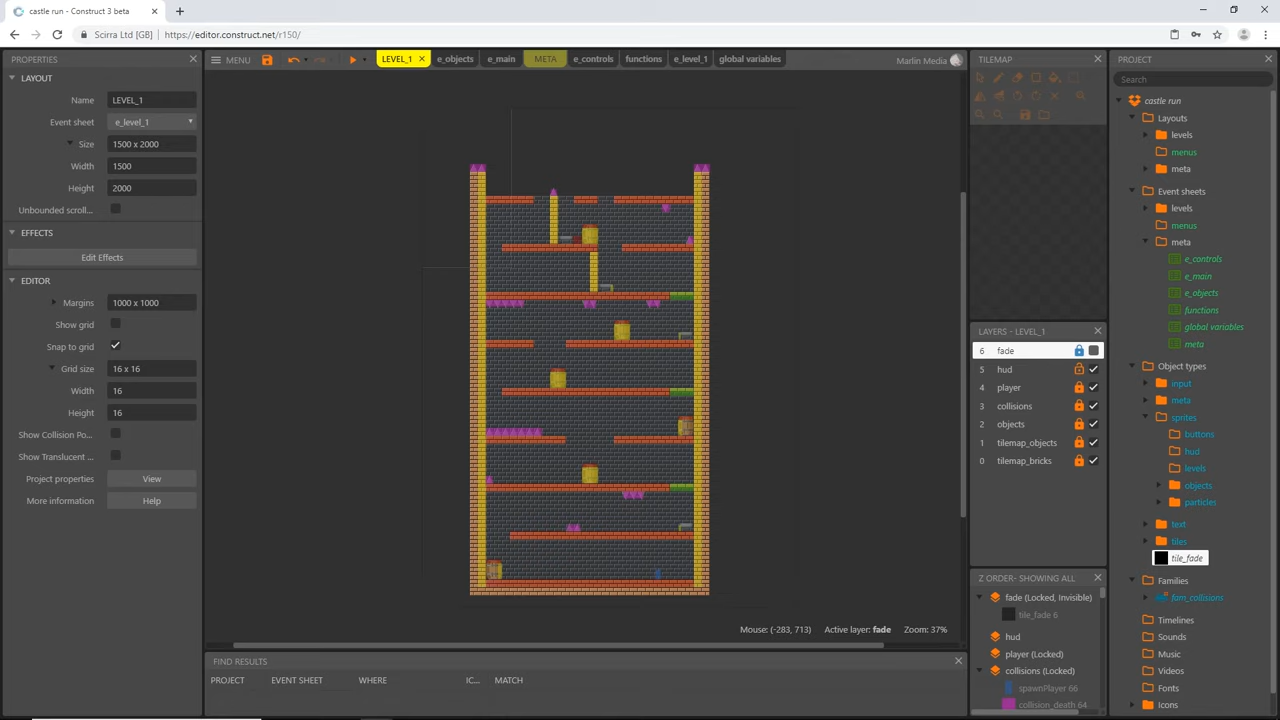 castle run - Construct 3 beta
Scirra Ltd [GB] https://editor.construct.net/r150/
PROPERTIES
LAYOUT
Name LEVEL_1
Event sheet e_level_1
Size 1500 x 2000
Width 1500
Height 2000
Unbounded scroll...
EFFECTS
Edit Effects
EDITOR
Margins 1000 x 1000
Show grid
Snap to grid
Grid size 16 x 16
Width 16
Height 16
Show Collision Po...
Show Translucent ...
Project properties View
More information Help
MENU LEVEL_1 e_objects e_main META e_controls functions e_level_1 global variables Marlin Media
Mouse: (-283, 713) Active layer: fade Zoom: 37%
FIND RESULTS
PROJECT EVENT SHEET WHERE IC... MATCH
TILEMAP
LAYERS - LEVEL_1
6 fade
5 hud
4 player
3 collisions
2 objects
1 tilemap_objects
0 tilemap_bricks
Z ORDER- SHOWING ALL
fade (Locked, Invisible)
tile_fade 6
hud
player (Locked)
collisions (Locked)
spawnPlayer 66
collision_death 64
PROJECT
Search
castle run
Layouts
levels
menus
meta
Event sheets
levels
menus
meta
e_controls
e_main
e_objects
functions
global variables
meta
Object types
input
meta
sprites
buttons
hud
levels
objects
particles
text
tiles
tile_fade
Families
fam_collisions
Timelines
Sounds
Music
Videos
Fonts
Icons